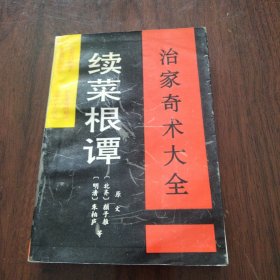 治家奇术大全
续菜根谭
原文
〔北齐〕颜子推
〔明清〕朱柏庐 等